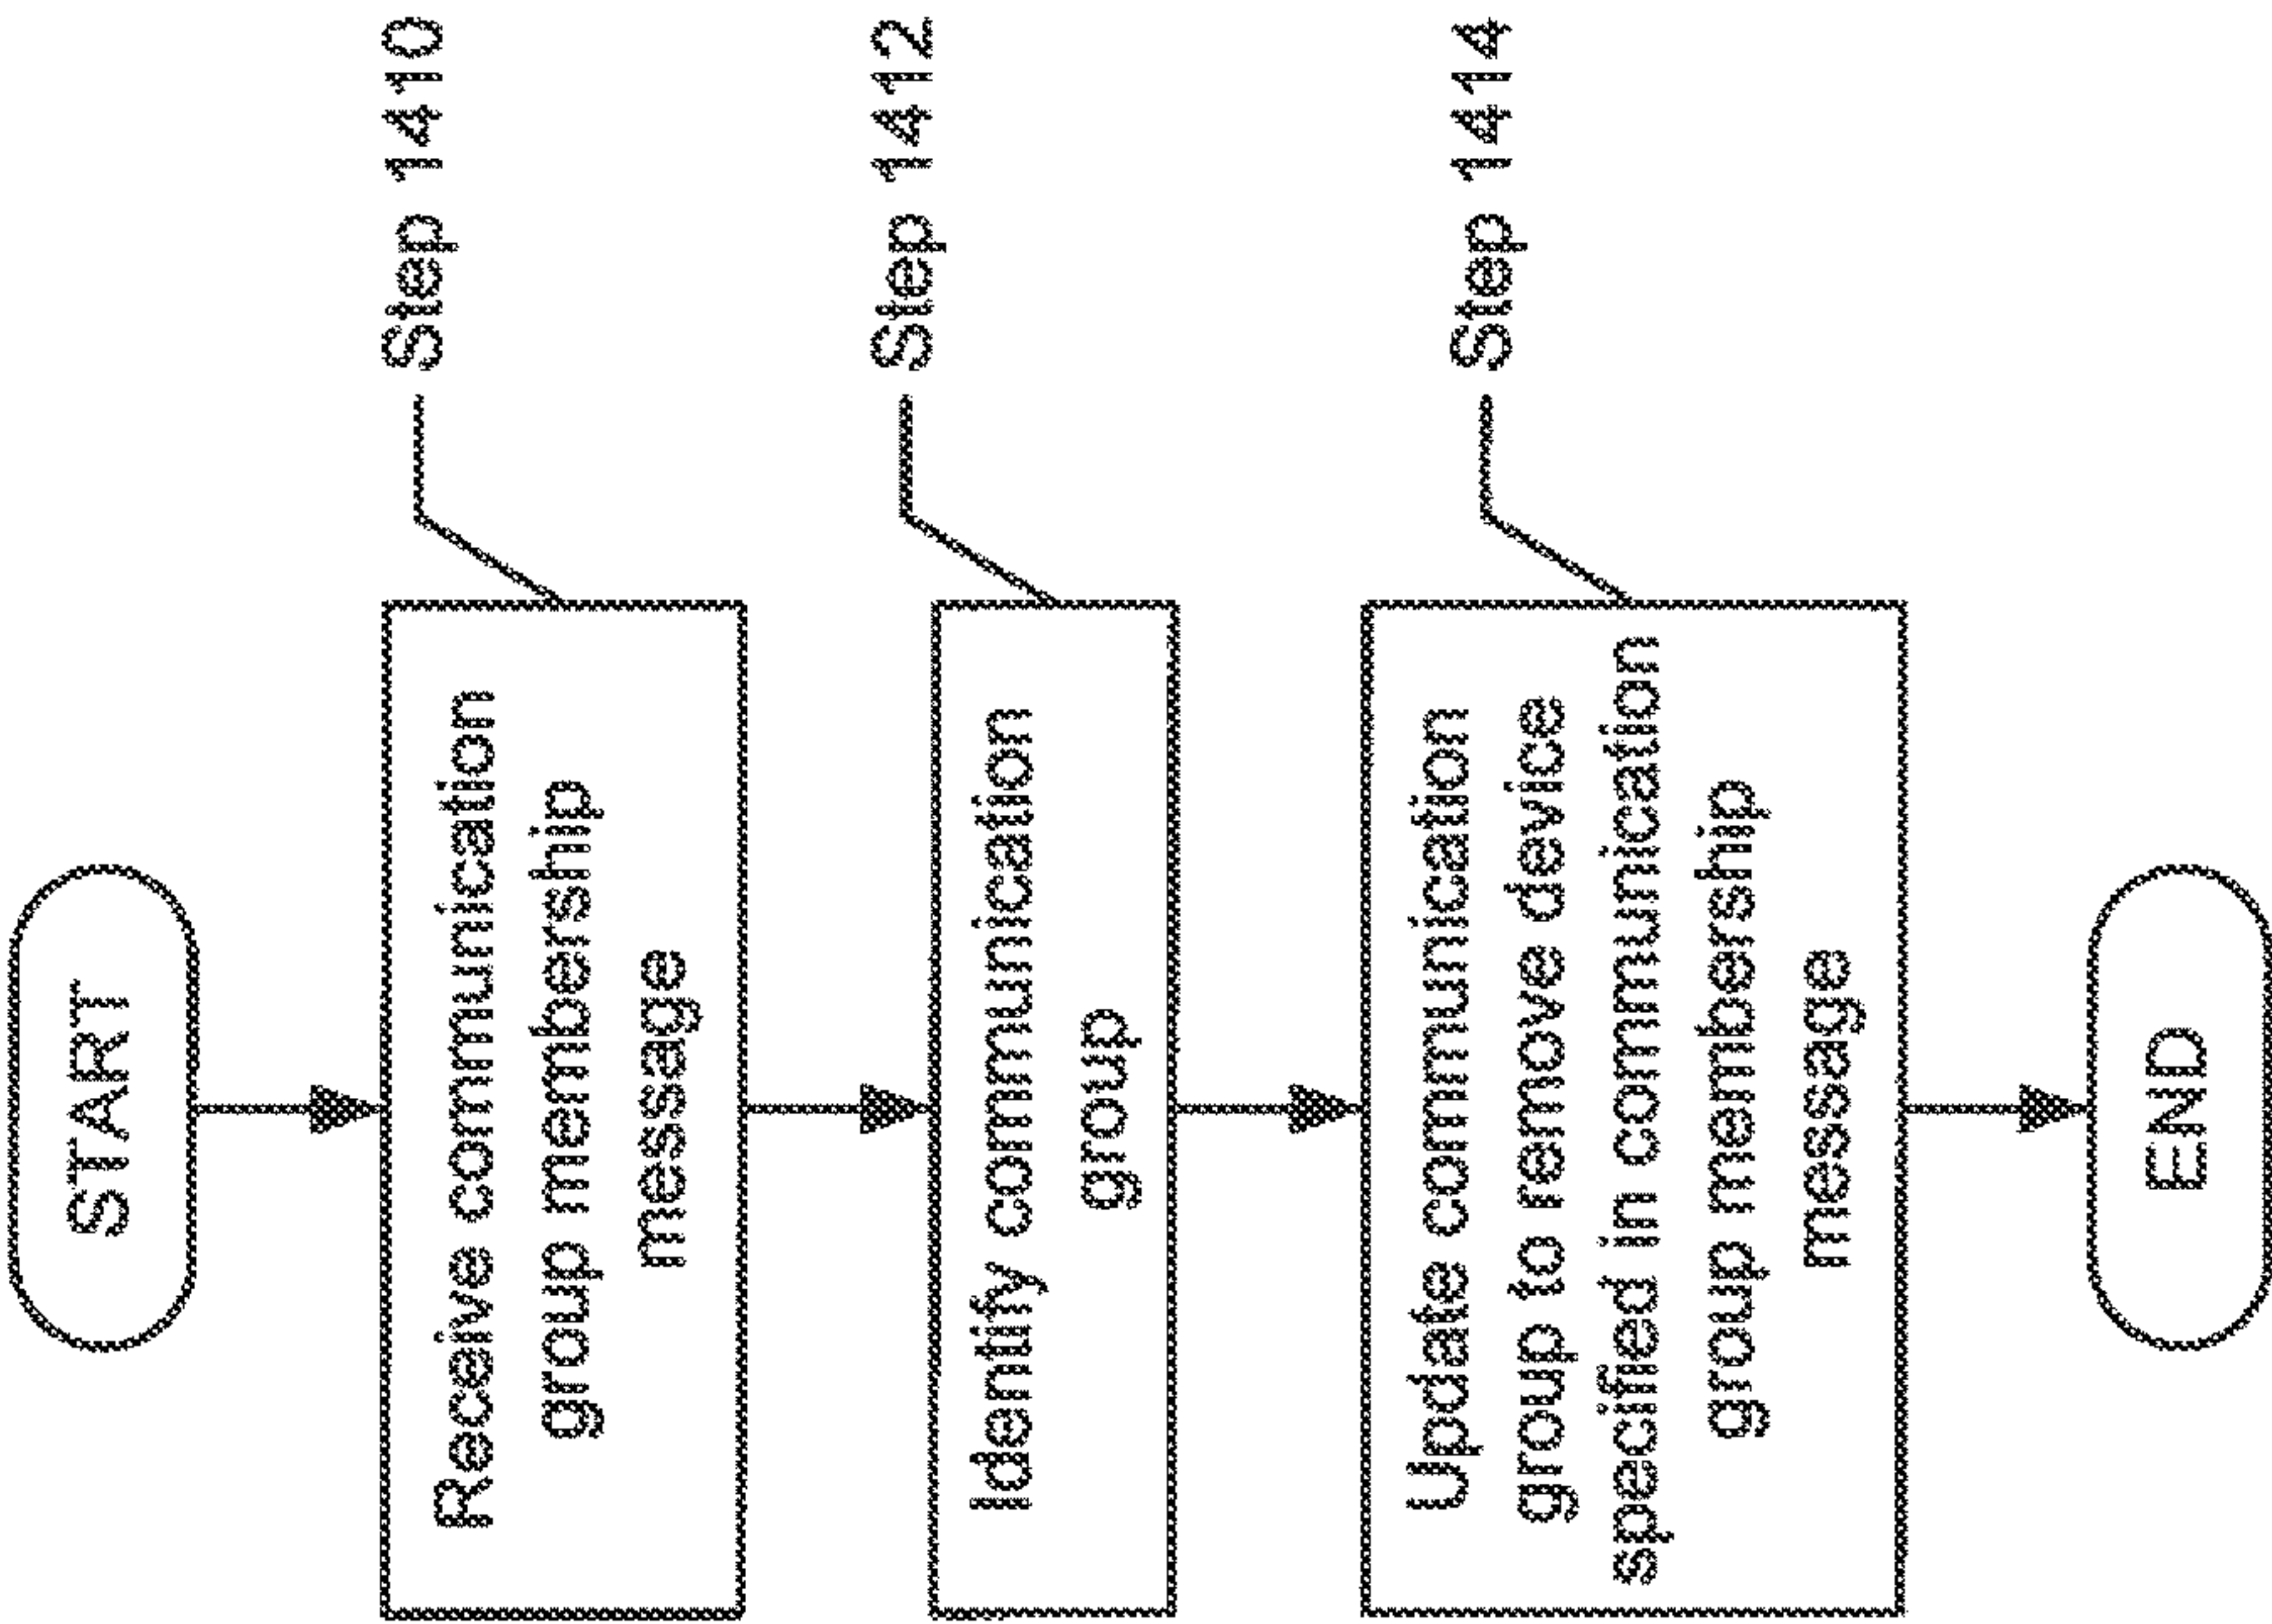 START
Receive communication
group membership
message
Step 1410
Identify communication
group
Step 1412
Update communication
group to remove device
specified in communication
group membership
message
Step 1414
END